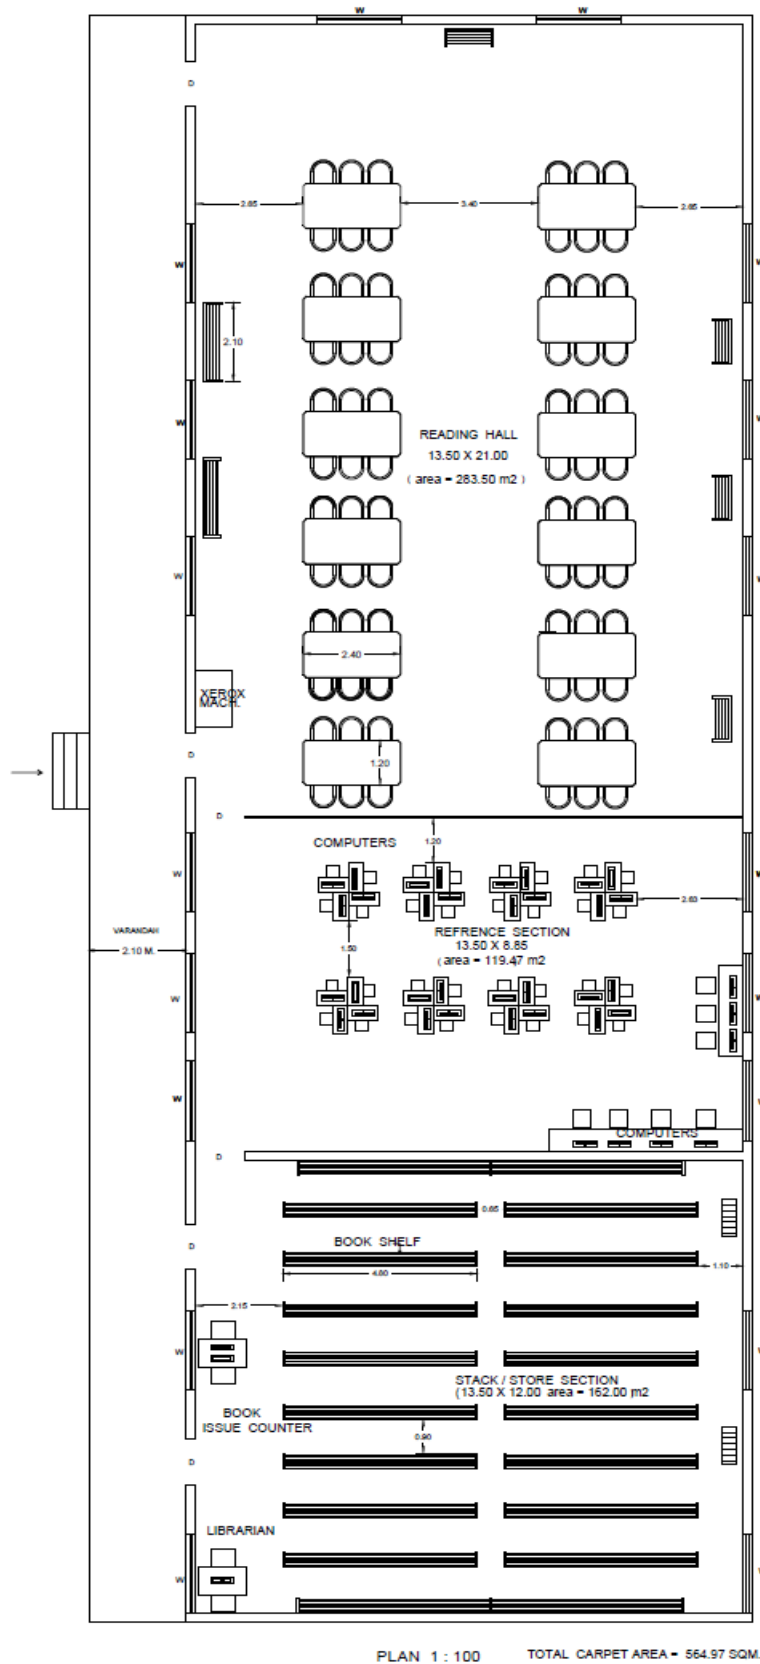 W W
D
2.65 3.40 2.65
W W
2.10
W W
READING HALL
13.50 X 21.00
( area = 283.50 m2 )
W W
2.40
XEROX
MACH.
D
1.20
D
COMPUTERS
1.20
W W
2.63
VARANDAH
2.10 M.
REFRENCE SECTION
13.50 X 8.85
( area = 119.47 m2
1.50
W W
W W
COMPUTERS
D
0.65
D
BOOK SHELF
1.10
4.80
2.15
W W
STACK / STORE SECTION
(13.50 X 12.00 area = 162.00 m2
BOOK
ISSUE COUNTER
0.90
D
LIBRARIAN
W W
PLAN 1 : 100
TOTAL CARPET AREA = 564.97 SQM.